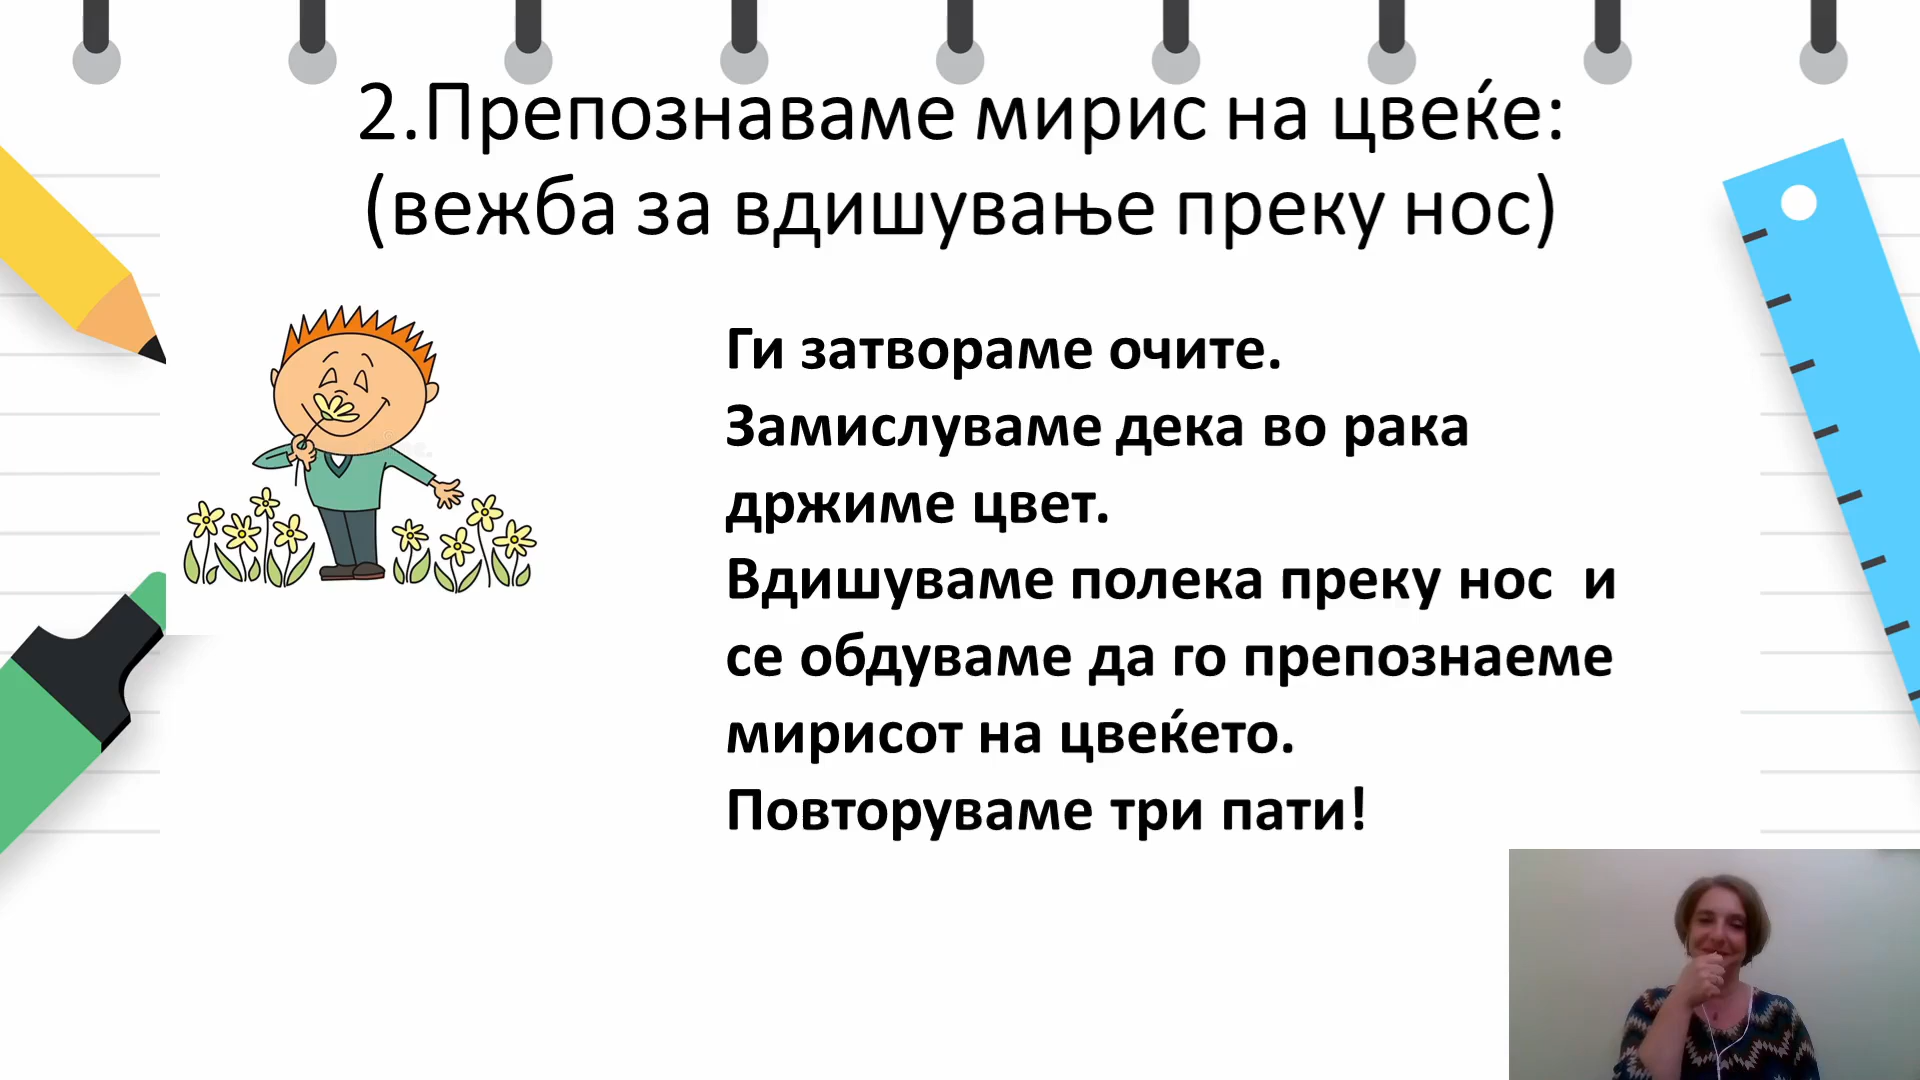 2.Препознаваме мирис на цвеќе:
(вежба за вдишување преку нос)
Ги затвораме очите.
Замислуваме дека во рака
држиме цвет.
Вдишуваме полека преку нос  и
се обдуваме да го препознаеме
мирисот на цвеќето.
Повторуваме три пати!